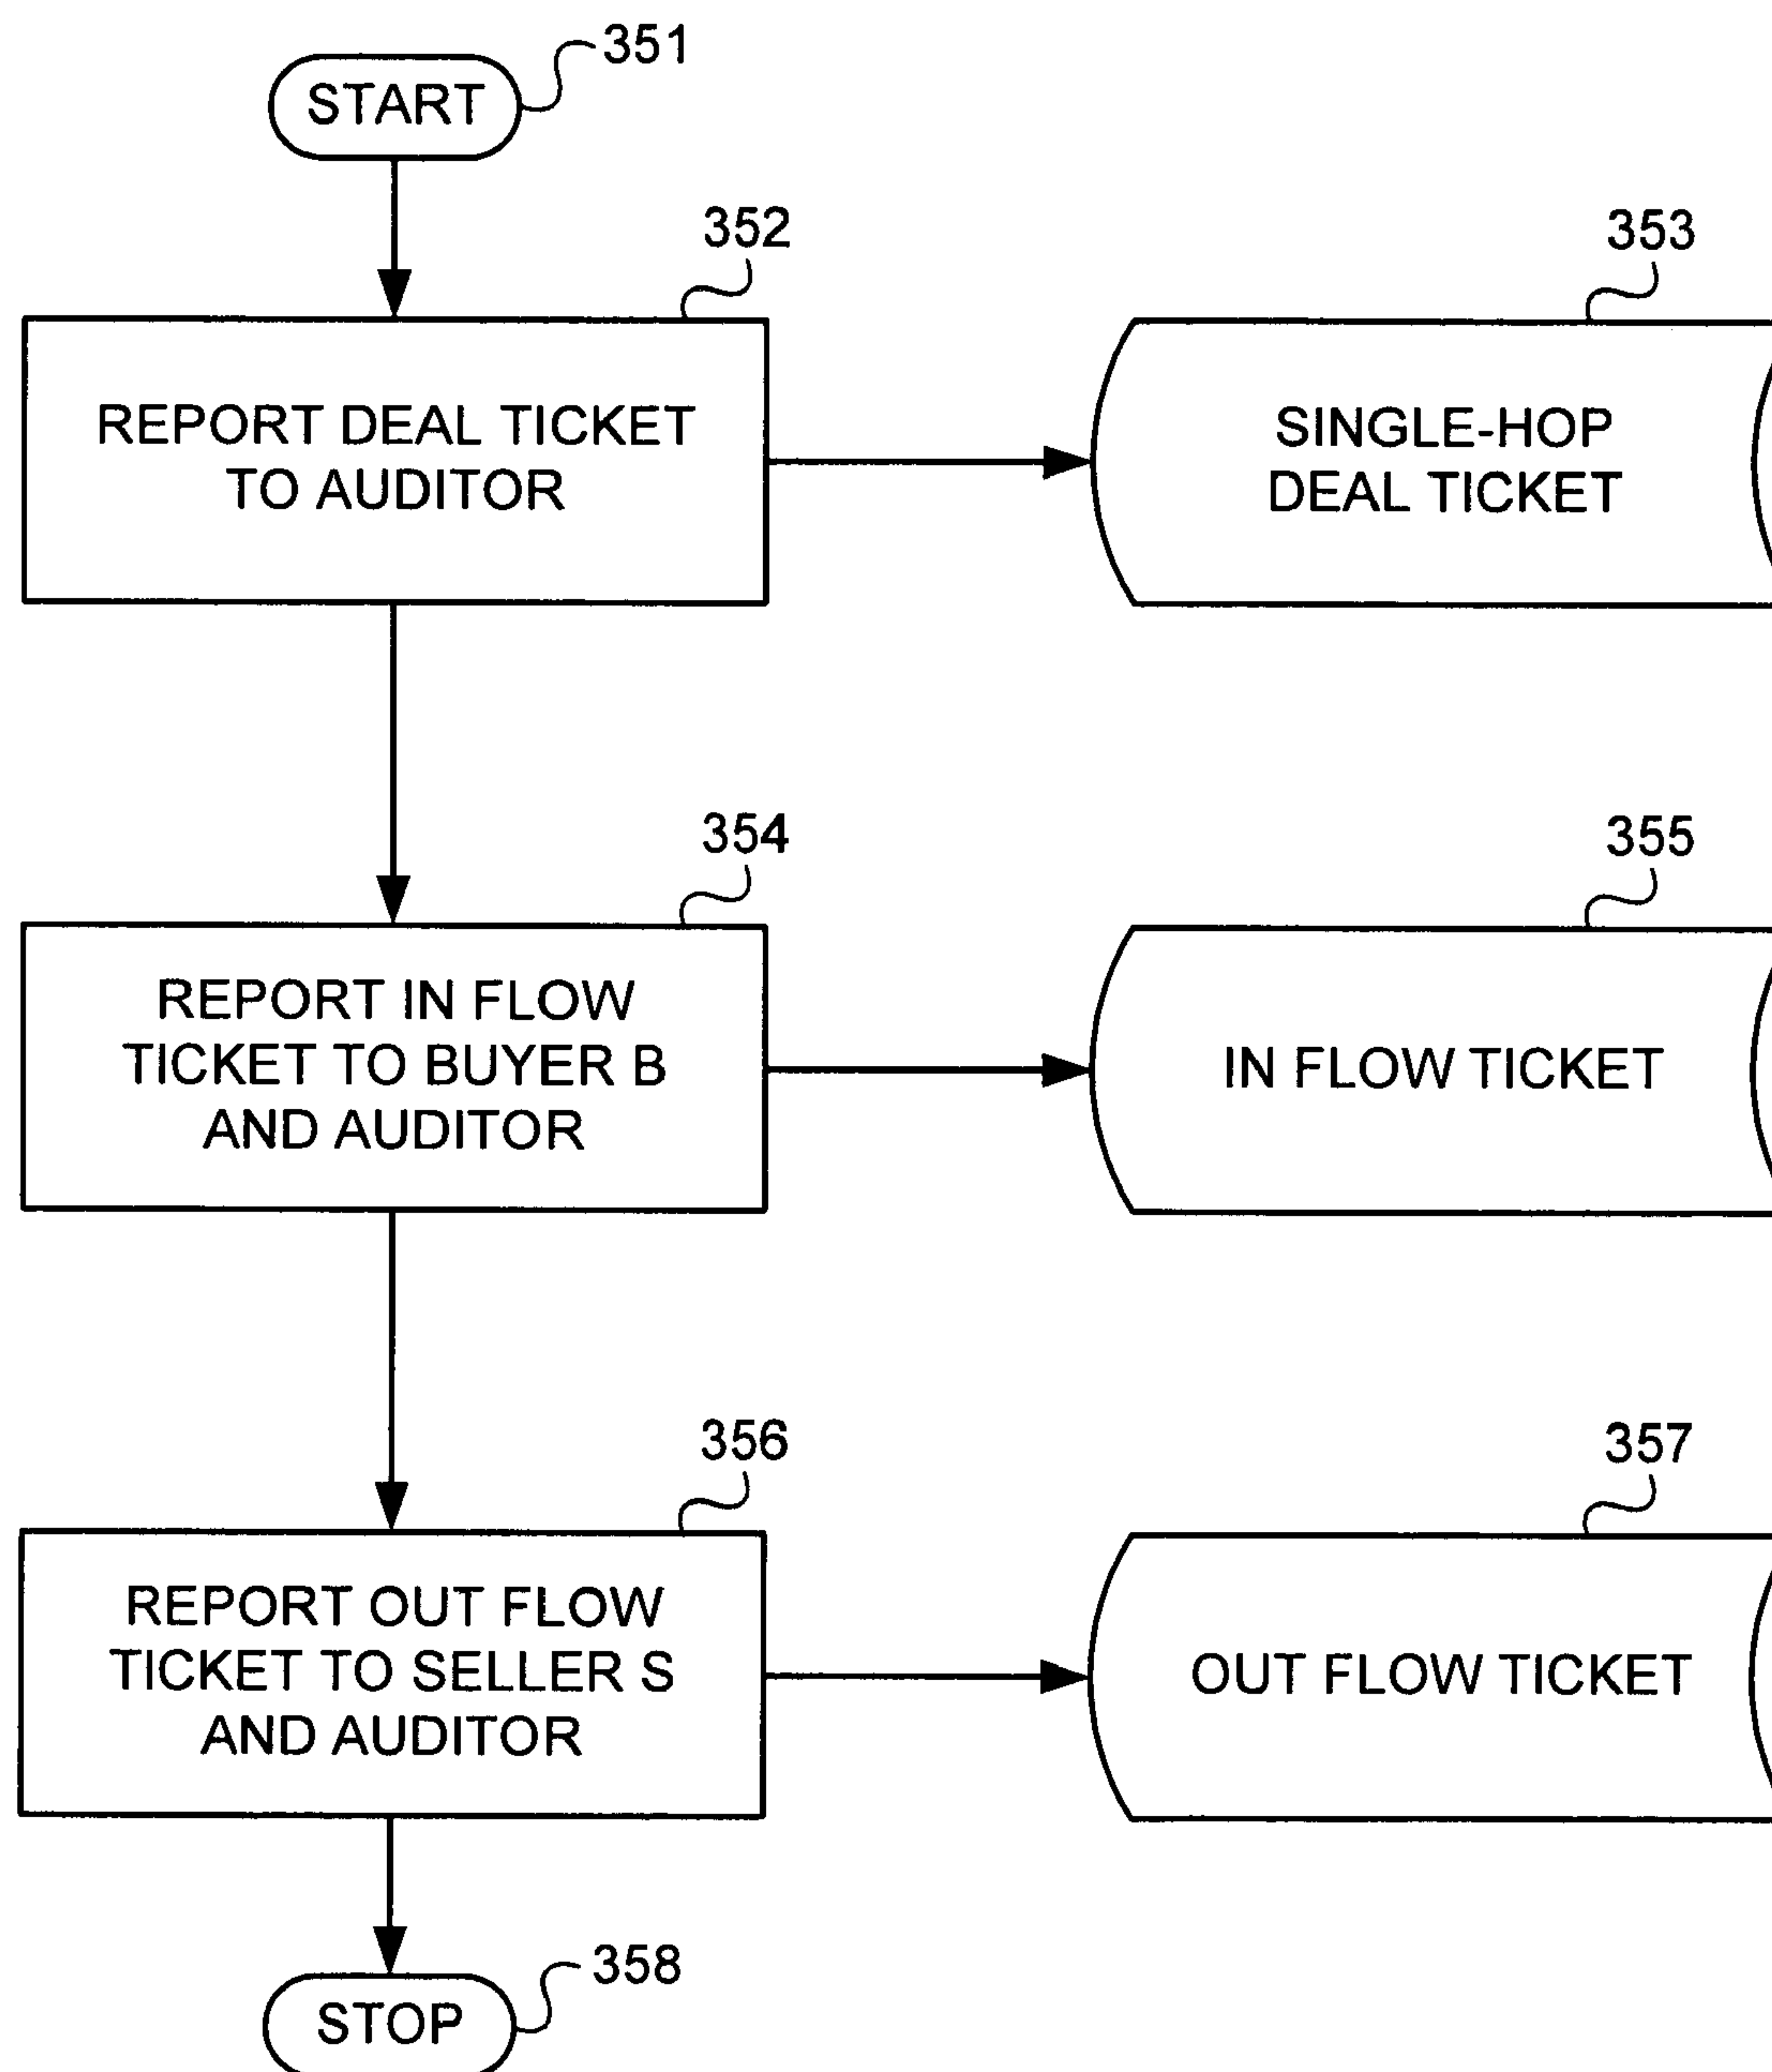 351
START
352
353
REPORT DEAL TICKET
TO AUDITOR
SINGLE-HOP
DEAL TICKET
354
355
REPORT IN FLOW
TICKET TO BUYER B
AND AUDITOR
IN FLOW TICKET
356
357
REPORT OUT FLOW
TICKET TO SELLER S
AND AUDITOR
OUT FLOW TICKET
358
STOP